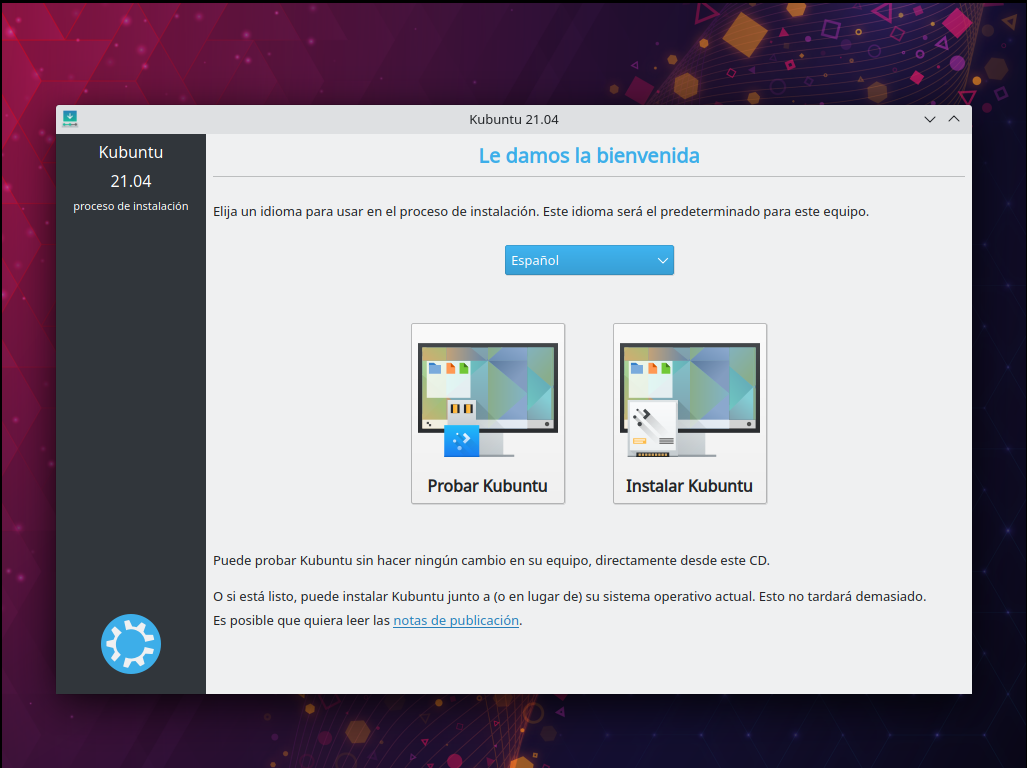 Kubuntu 21.04
Kubuntu
21.04
proceso de instalación
Le damos la bienvenida
Elija un idioma para usar en el proceso de instalación. Este idioma será el predeterminado para este equipo.
Español
Probar Kubuntu
Instalar Kubuntu
Puede probar Kubuntu sin hacer ningún cambio en su equipo, directamente desde este CD.
O si está listo, puede instalar Kubuntu junto a (o en lugar de) su sistema operativo actual. Esto no tardará demasiado.
Es posible que quiera leer las notas de publicación.